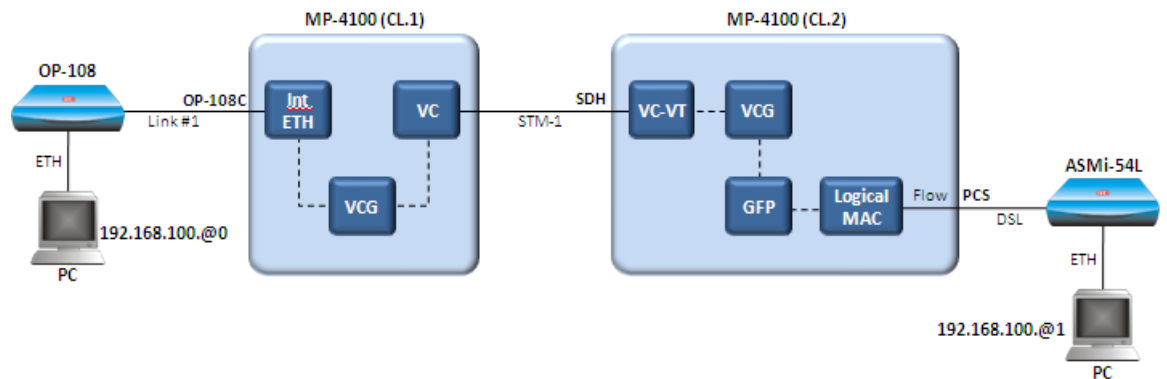 MP-4100 (CL.1)
MP-4100 (CL.2)
OP-108
OP-108C
Link #1
Int.
ETH
VC
VCG
STM-1
SDH
VC-VT
VCG
GFP
Logical
MAC
Flow
PCS
DSL
ASMi-54L
ETH
192.168.100.@0
PC
ETH
192.168.100.@1
PC